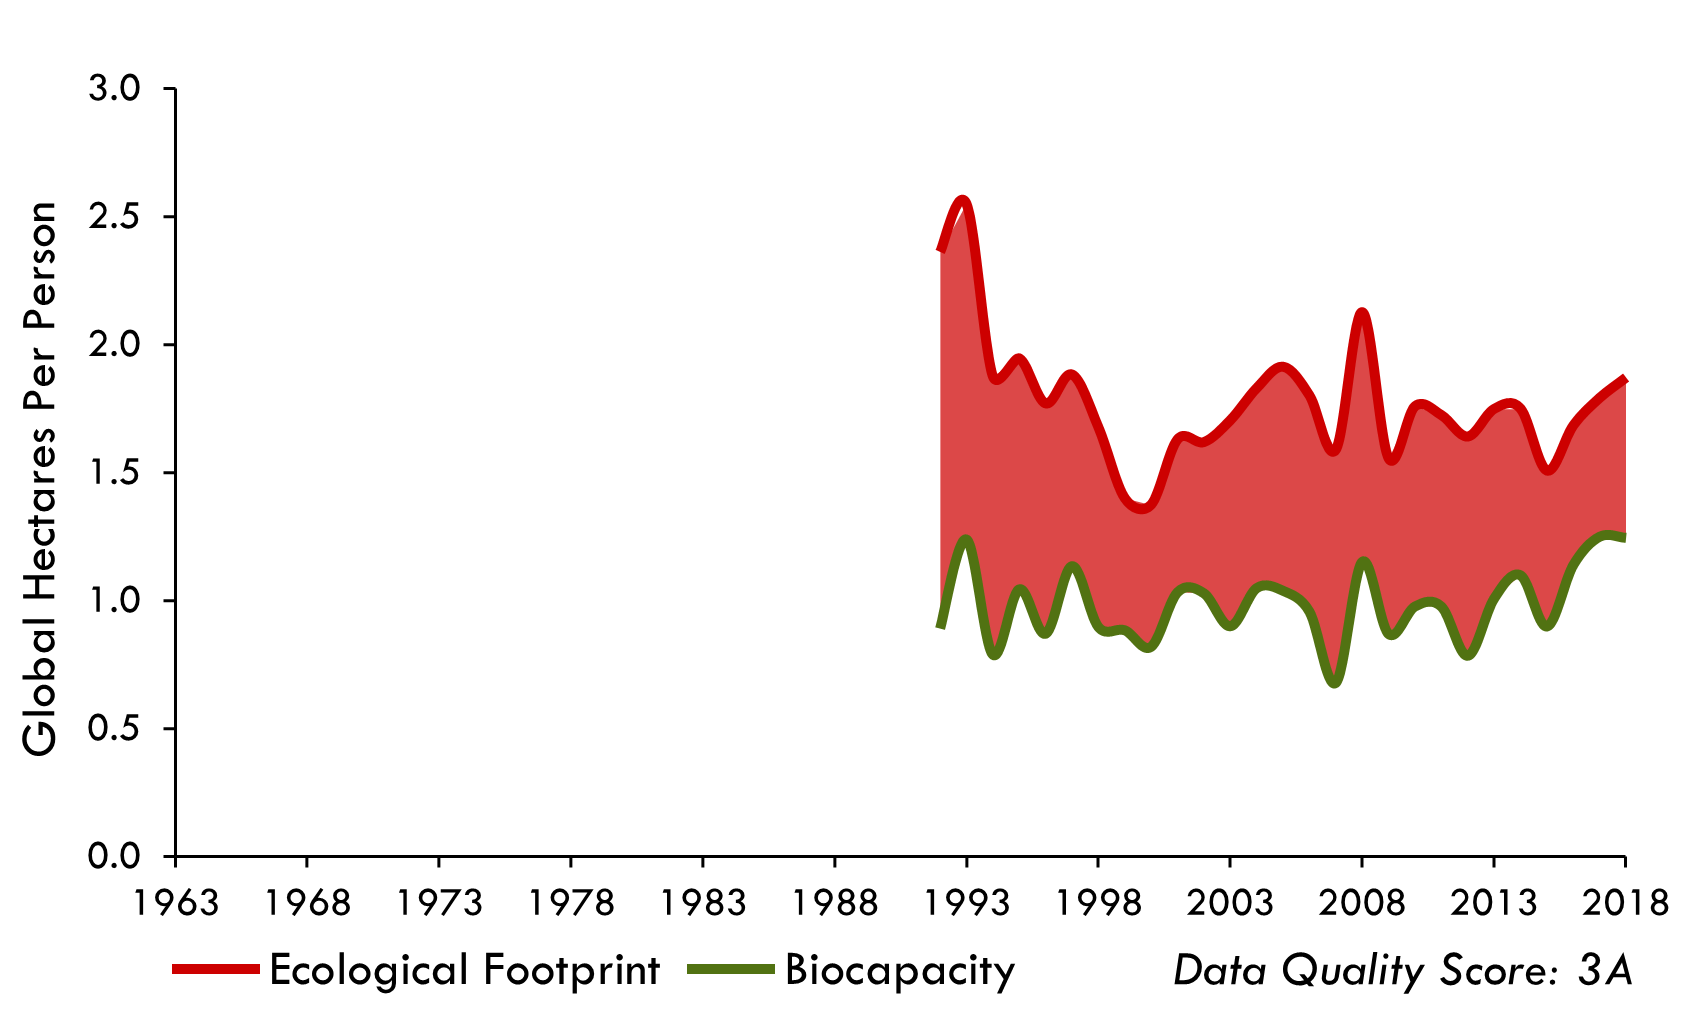 Global Hectares Per Person
3.0
2.5
2.0
1.5
1.0
0.5
0.0
1963 1968 1973 1978 1983 1988 1993 1998 2003 2008 2013 2018
Ecological Footprint Biocapacity Data Quality Score: 3A